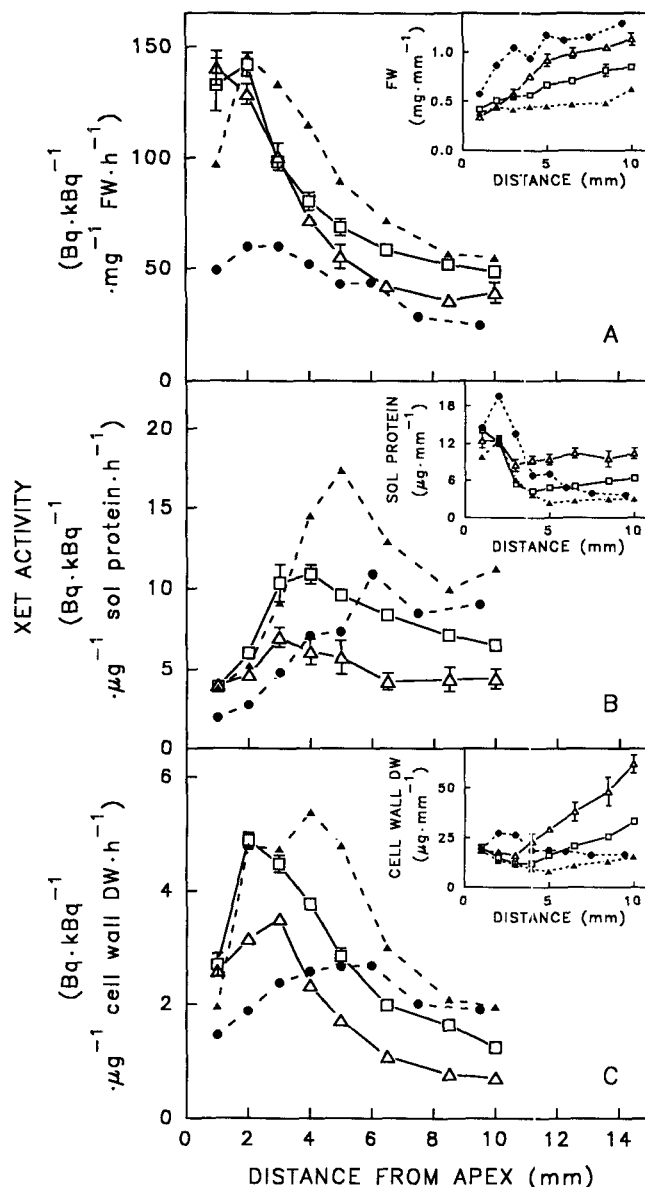 XET ACTIVITY
(Bq·kBq⁻¹
·mg⁻¹ FW·h⁻¹)
150
100
50
0
A
FW
(mg·mm⁻¹)
1.0
0.5
0.0
0 5 10
DISTANCE (mm)
(Bq·kBq⁻¹
·µg⁻¹ sol protein·h⁻¹)
20
15
10
5
0
B
SOL PROTEIN
(µg·mm⁻¹)
18
12
6
0
0 5 10
DISTANCE (mm)
(Bq·kBq⁻¹
·µg⁻¹ cell wall DW·h⁻¹)
6
4
2
0
C
CELL WALL DW
(µg·mm⁻¹)
50
25
0
0 5 10
DISTANCE (mm)
0 2 4 6 8 10 12 14
DISTANCE FROM APEX (mm)